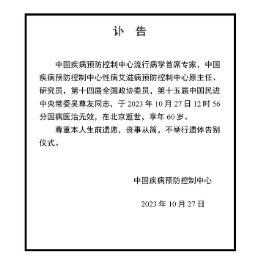 讣 告
中国疾病预防控制中心流行病学首席专家，中国
疾病预防控制中心性病艾滋病预防控制中心原主任、
研究员，第十四届全国政协委员，第十五届中国民进
中央常委吴尊友同志，于 2023 年 10 月 27 日 12 时 56
分因病医治无效，在北京逝世，享年 60 岁。
尊重本人生前遗愿，丧事从简，不举行遗体告别
仪式。
中国疾病预防控制中心
2023 年 10 月 27 日